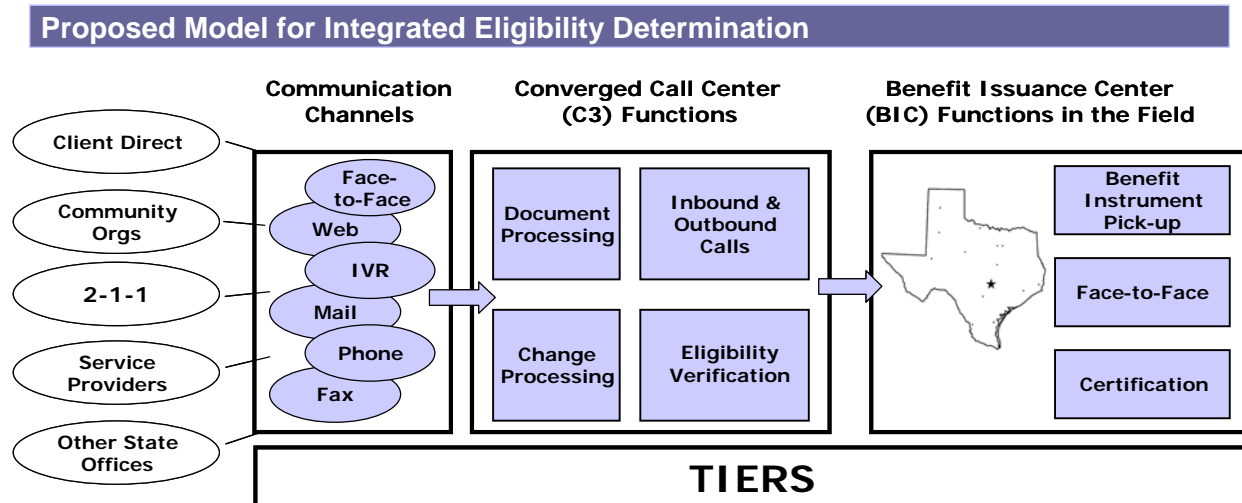 Proposed Model for Integrated Eligibility Determination
Communication
Channels
Converged Call Center
(C3) Functions
Benefit Issuance Center
(BIC) Functions in the Field
Client Direct
Community
Orgs
2-1-1
Service
Providers
Other State
Offices
Face-
to-Face
Web
IVR
Mail
Phone
Fax
Document
Processing
Inbound &
Outbound
Calls
Change
Processing
Eligibility
Verification
Benefit
Instrument
Pick-up
Face-to-Face
Certification
TIERS